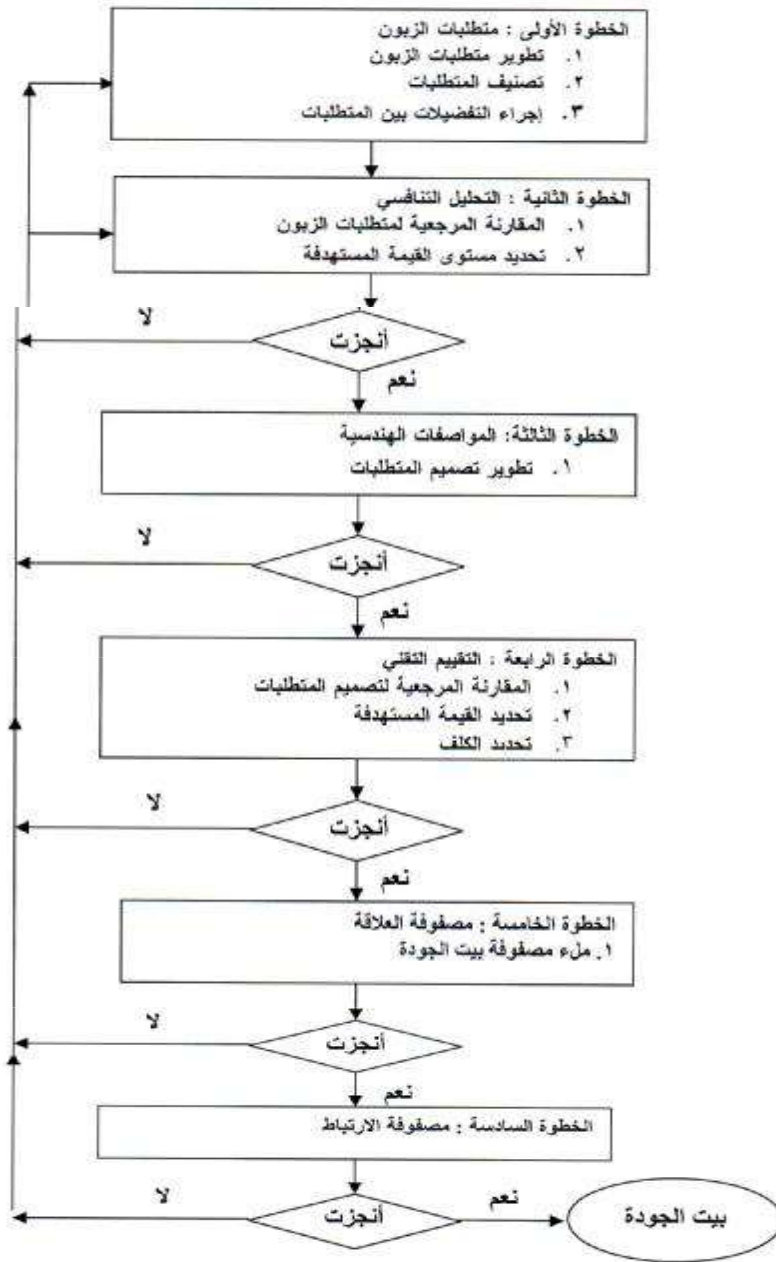 الخطوة الأولى : متطلبات الزبون
١. تطوير متطلبات الزبون
٢. تصنيف المتطلبات
٣. إجراء التفضيلات بين المتطلبات
الخطوة الثانية : التحليل التنافسي
١. المقارنة المرجعية لمتطلبات الزبون
٢. تحديد مستوى القيمة المستهدفة
أنجزت
لا
نعم
الخطوة الثالثة: المواصفات الهندسية
١. تطوير تصميم المتطلبات
لا
أنجزت
نعم
الخطوة الرابعة : التقييم التقني
١. المقارنة المرجعية لتصميم المتطلبات
٢. تحديد القيمة المستهدفة
٣. تحديد الكلف
لا
أنجزت
نعم
الخطوة الخامسة : مصفوفة العلاقة
١. ملء مصفوفة بيت الجودة
لا
أنجزت
نعم
الخطوة السادسة : مصفوفة الارتباط
لا
أنجزت
نعم
بيت الجودة